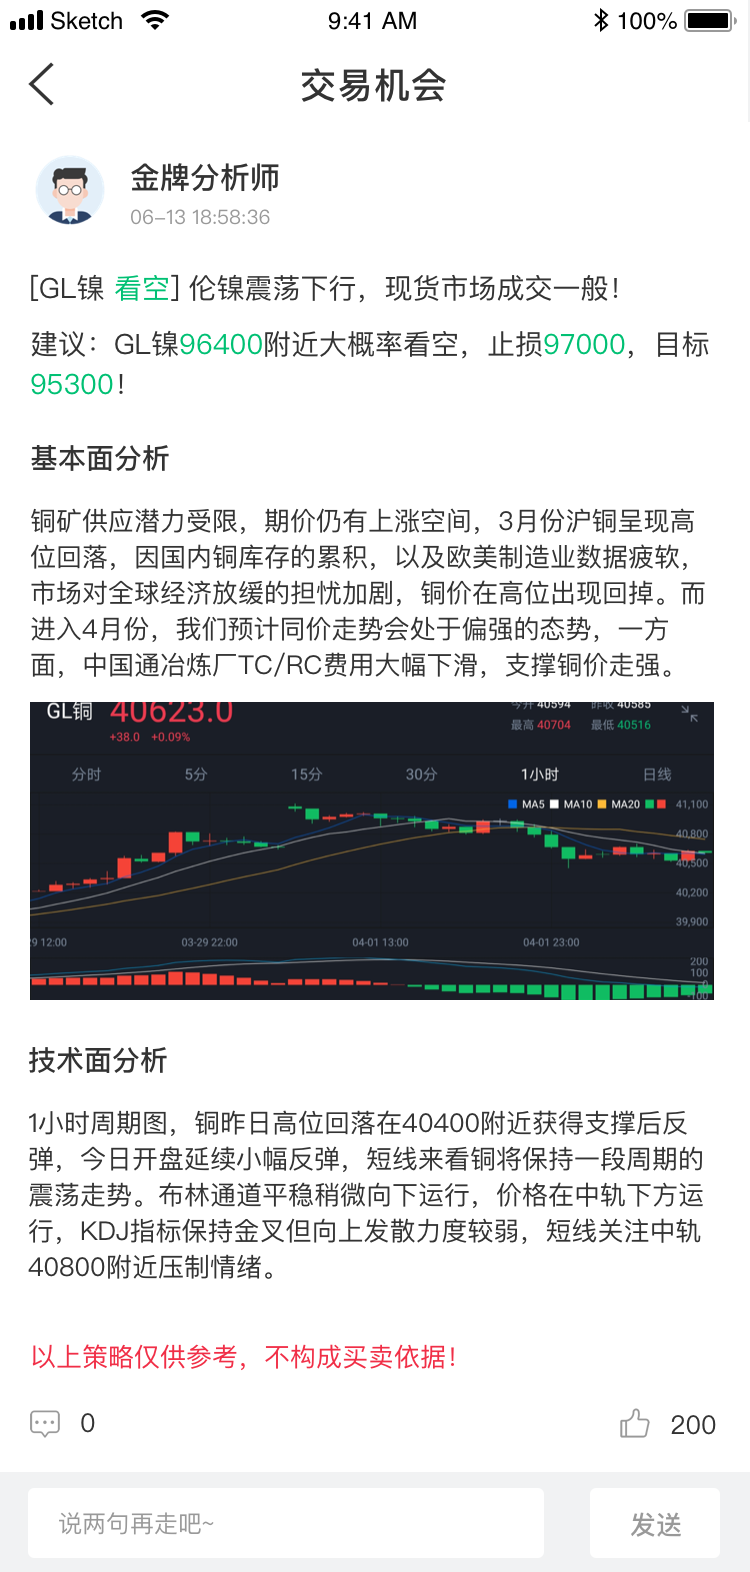 Sketch 9:41 AM 100%
交易机会
金牌分析师
06-13 18:58:36
[GL镍 看空] 伦镍震荡下行，现货市场成交一般！
建议：GL镍96400附近大概率看空，止损97000，目标
95300！
基本面分析
铜矿供应潜力受限，期价仍有上涨空间，3月份沪铜呈现高
位回落，因国内铜库存的累积，以及欧美制造业数据疲软，
市场对全球经济放缓的担忧加剧，铜价在高位出现回掉。而
进入4月份，我们预计同价走势会处于偏强的态势，一方
面，中国通冶炼厂TC/RC费用大幅下滑，支撑铜价走强。
GL铜 40623.0 今开 40594 昨收 40585
+38.0 +0.09% 最高 40704 最低 40516
分时 5分 15分 30分 1小时 日线
MA5 MA10 MA20 41,100
40,800
40,500
40,200
39,900
29 12:00 03-29 22:00 04-01 13:00 04-01 23:00
200
100
0
-100
技术面分析
1小时周期图，铜昨日高位回落在40400附近获得支撑后反
弹，今日开盘延续小幅反弹，短线来看铜将保持一段周期的
震荡走势。布林通道平稳稍微向下运行，价格在中轨下方运
行，KDJ指标保持金叉但向上发散力度较弱，短线关注中轨
40800附近压制情绪。
以上策略仅供参考，不构成买卖依据！
0 200
说两句再走吧~ 发送